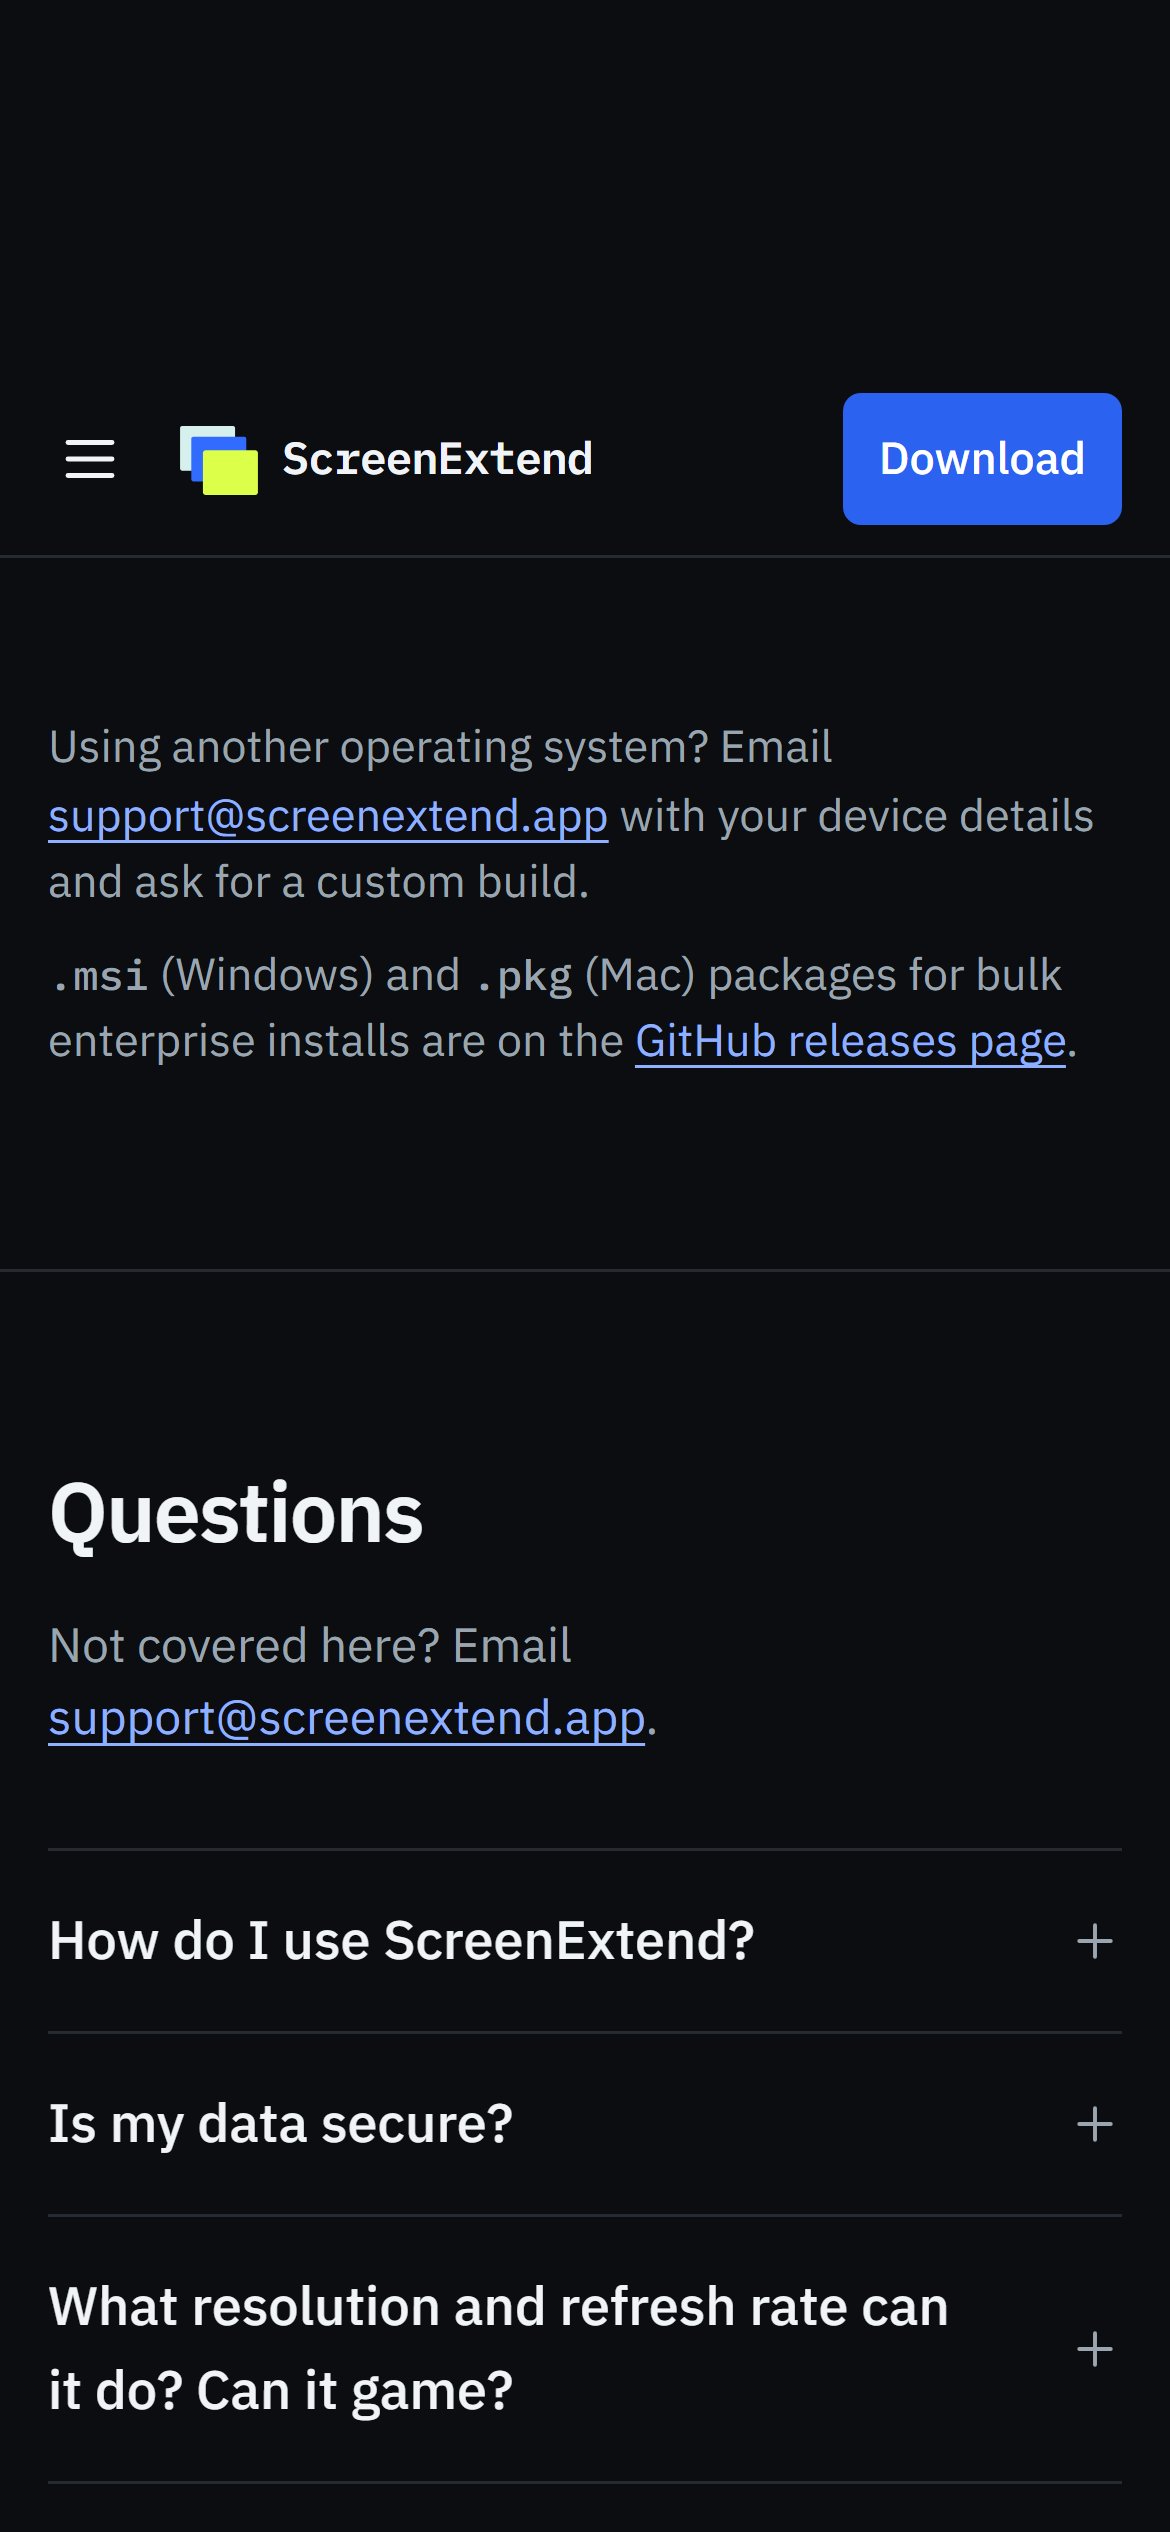 ScreenExtend
Download
Using another operating system? Email
support@screenextend.app with your device details
and ask for a custom build.
.msi (Windows) and .pkg (Mac) packages for bulk
enterprise installs are on the GitHub releases page.
Questions
Not covered here? Email
support@screenextend.app.
How do I use ScreenExtend?
Is my data secure?
What resolution and refresh rate can
it do? Can it game?